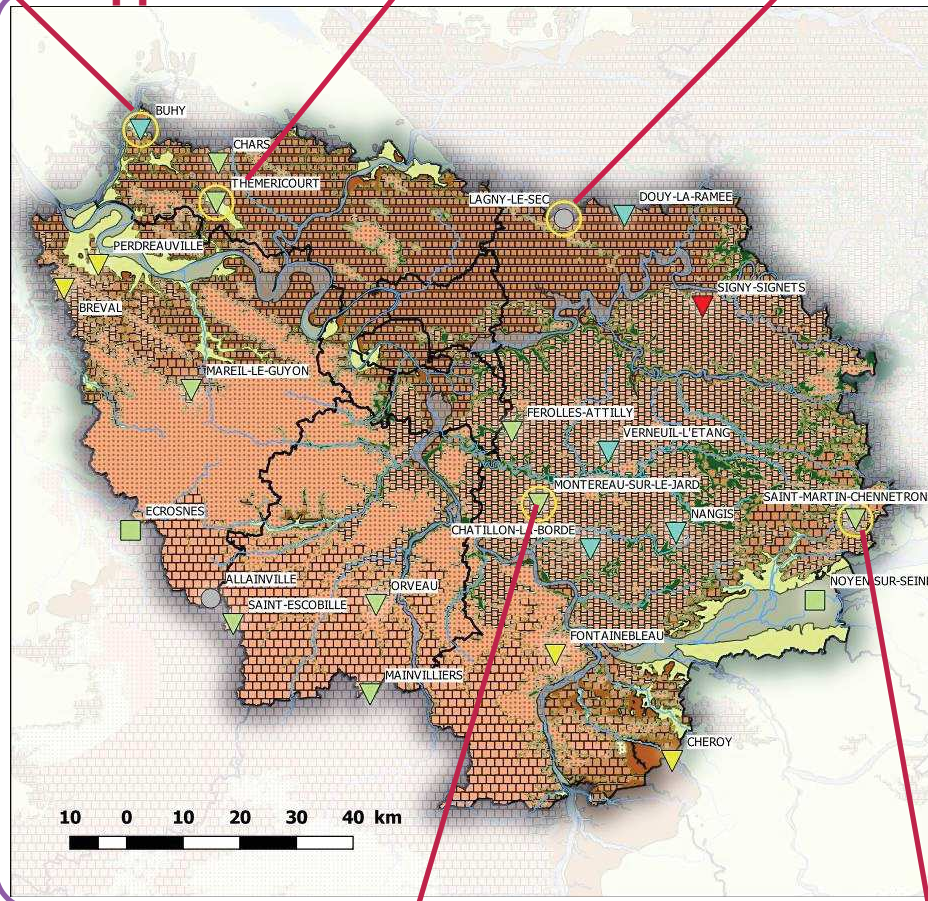 BUHY
CHARS
THEMERICOURT
LAGNY-LE-SEC
DOUY-LA-RAMEE
PERDREAUVILLE
SIGNY-SIGNETS
BREVAL
MAREIL-LE-GUYON
FEROLLES-ATTILLY
VERNEUIL-L'ETANG
MONTEREAU-SUR-LE-JARD
SAINT-MARTIN-CHENNETRON
ECROSNES
NANGIS
CHATILLON-LA-BORDE
ALLAINVILLE
ORVEAU
NOYEN-SUR-SEINE
SAINT-ESCOBILLE
FONTAINEBLEAU
MAINVILLIERS
CHEROY
10 0 10 20 30 40 km